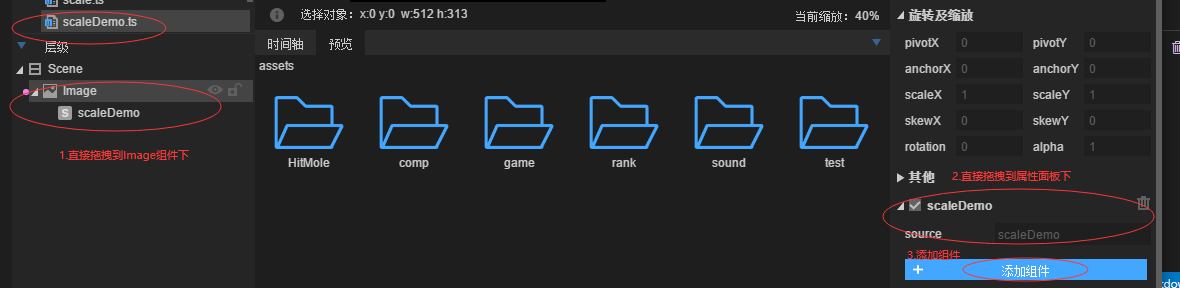 scale.ts
scaleDemo.ts
层级
Scene
Image
S scaleDemo
1.直接拖拽到Image组件下
选择对象：x:0 y:0 w:512 h:313
当前缩放：40%
时间轴 预览
assets
HitMole comp game rank sound test
旋转及缩放
pivotX 0 pivotY 0
anchorX 0 anchorY 0
scaleX 1 scaleY 1
skewX 0 skewY 0
rotation 0 alpha 1
其他 2.直接拖拽到属性面板下
scaleDemo
source scaleDemo
3.添加组件
+ 添加组件